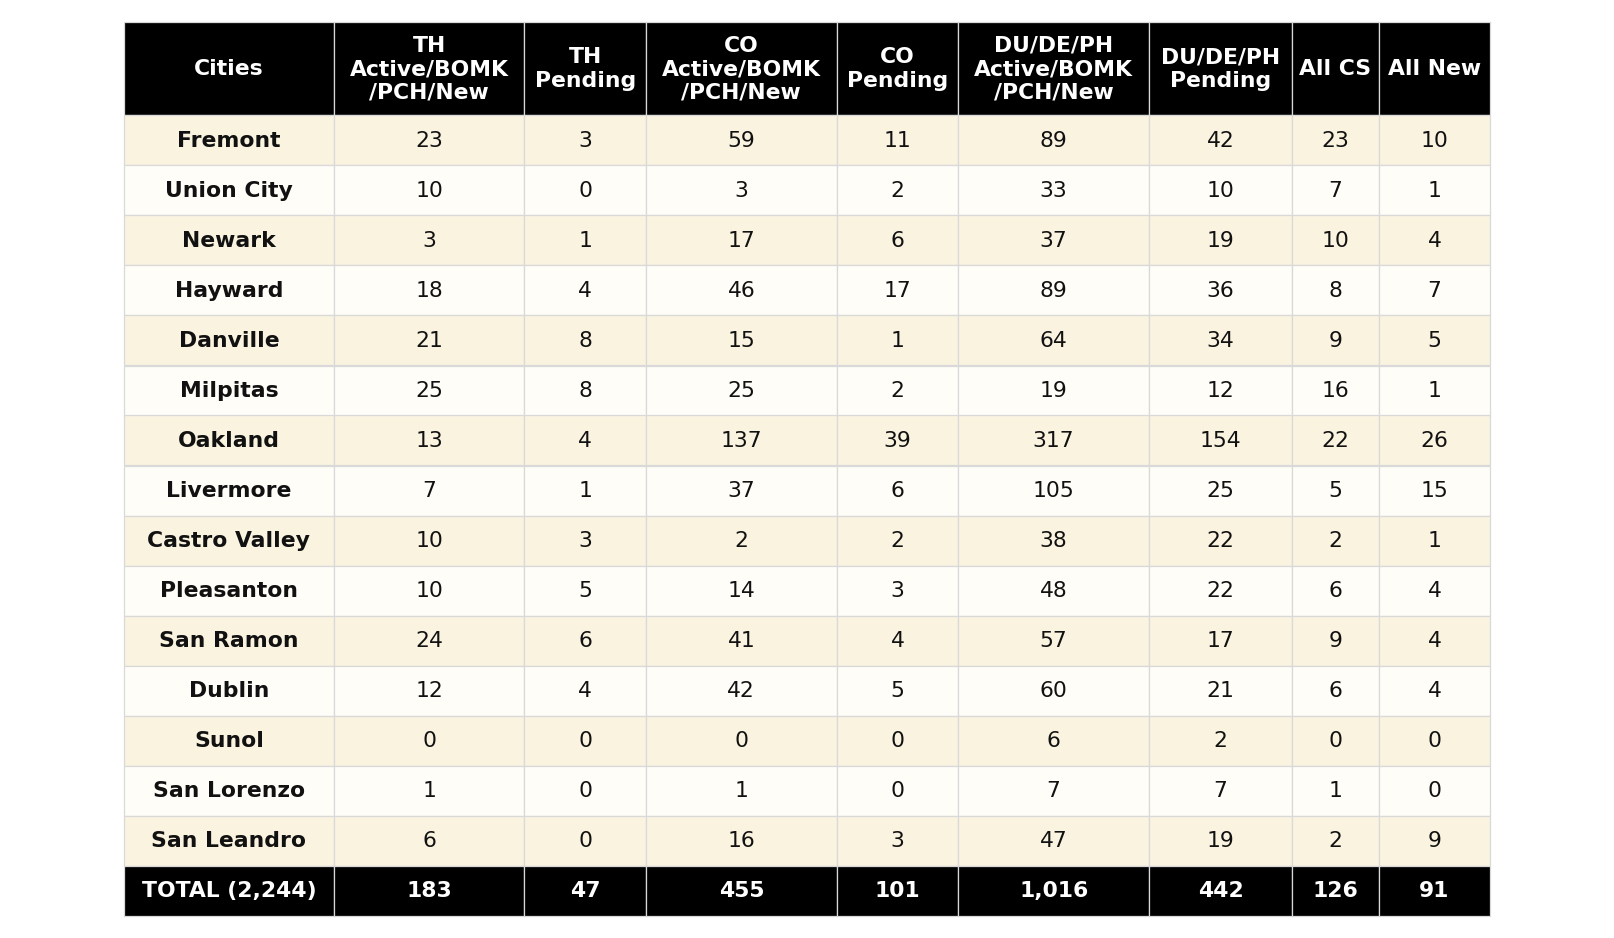 Cities TH Active/BOMK /PCH/New TH Pending CO Active/BOMK /PCH/New CO Pending DU/DE/PH Active/BOMK /PCH/New DU/DE/PH Pending All CS All New
Fremont 23 3 59 11 89 42 23 10
Union City 10 0 3 2 33 10 7 1
Newark 3 1 17 6 37 19 10 4
Hayward 18 4 46 17 89 36 8 7
Danville 21 8 15 1 64 34 9 5
Milpitas 25 8 25 2 19 12 16 1
Oakland 13 4 137 39 317 154 22 26
Livermore 7 1 37 6 105 25 5 15
Castro Valley 10 3 2 2 38 22 2 1
Pleasanton 10 5 14 3 48 22 6 4
San Ramon 24 6 41 4 57 17 9 4
Dublin 12 4 42 5 60 21 6 4
Sunol 0 0 0 0 6 2 0 0
San Lorenzo 1 0 1 0 7 7 1 0
San Leandro 6 0 16 3 47 19 2 9
TOTAL (2,244) 183 47 455 101 1,016 442 126 91